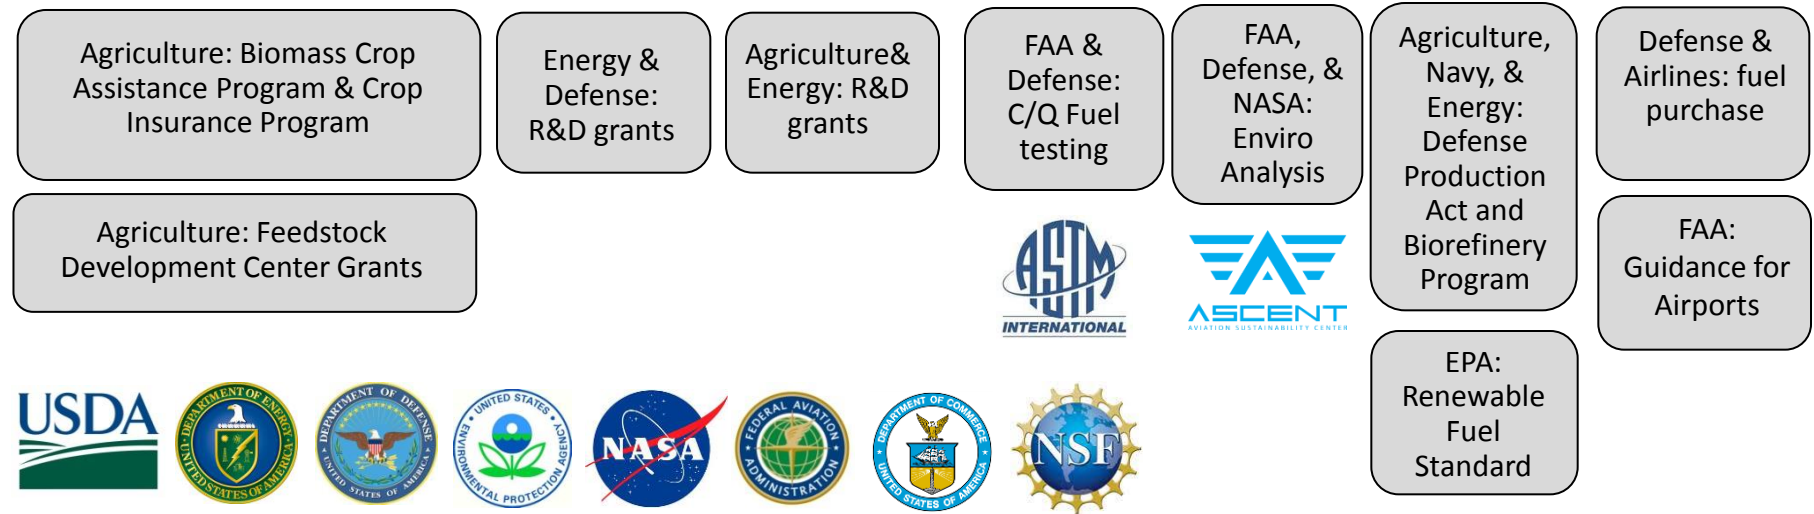 Agriculture: Biomass Crop
Assistance Program & Crop
Insurance Program
Agriculture: Feedstock
Development Center Grants
Energy &
Defense:
R&D grants
Agriculture&
Energy: R&D
grants
FAA &
Defense:
C/Q Fuel
testing
ASTM
INTERNATIONAL
FAA,
Defense, &
NASA:
Enviro
Analysis
ASCENT
AVIATION SUSTAINABILITY CENTER
Agriculture,
Navy, &
Energy:
Defense
Production
Act and
Biorefinery
Program
EPA:
Renewable
Fuel
Standard
Defense &
Airlines: fuel
purchase
FAA:
Guidance for
Airports
USDA
DEPARTMENT OF ENERGY
UNITED STATES OF AMERICA
DEPARTMENT OF DEFENSE
UNITED STATES OF AMERICA
UNITED STATES
ENVIRONMENTAL PROTECTION AGENCY
NASA
FEDERAL AVIATION
ADMINISTRATION
DEPARTMENT OF COMMERCE
UNITED STATES OF AMERICA
NSF